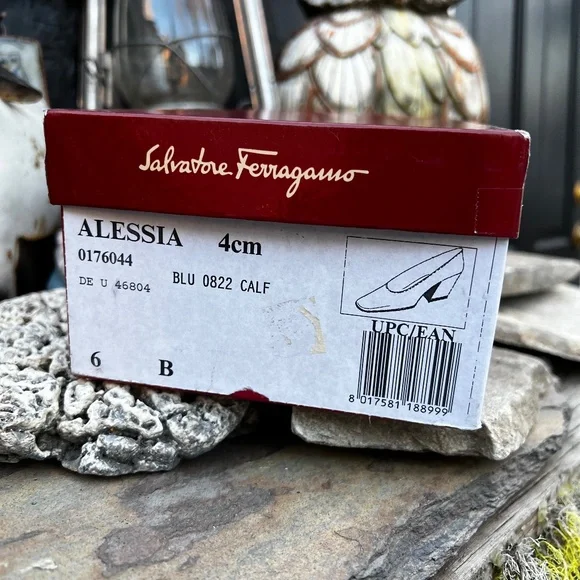 Salvatore Ferragamo
ALESSIA 4cm
0176044
DE U 46804 BLU 0822 CALF
UPC/EAN
6 B
8 017581 188999